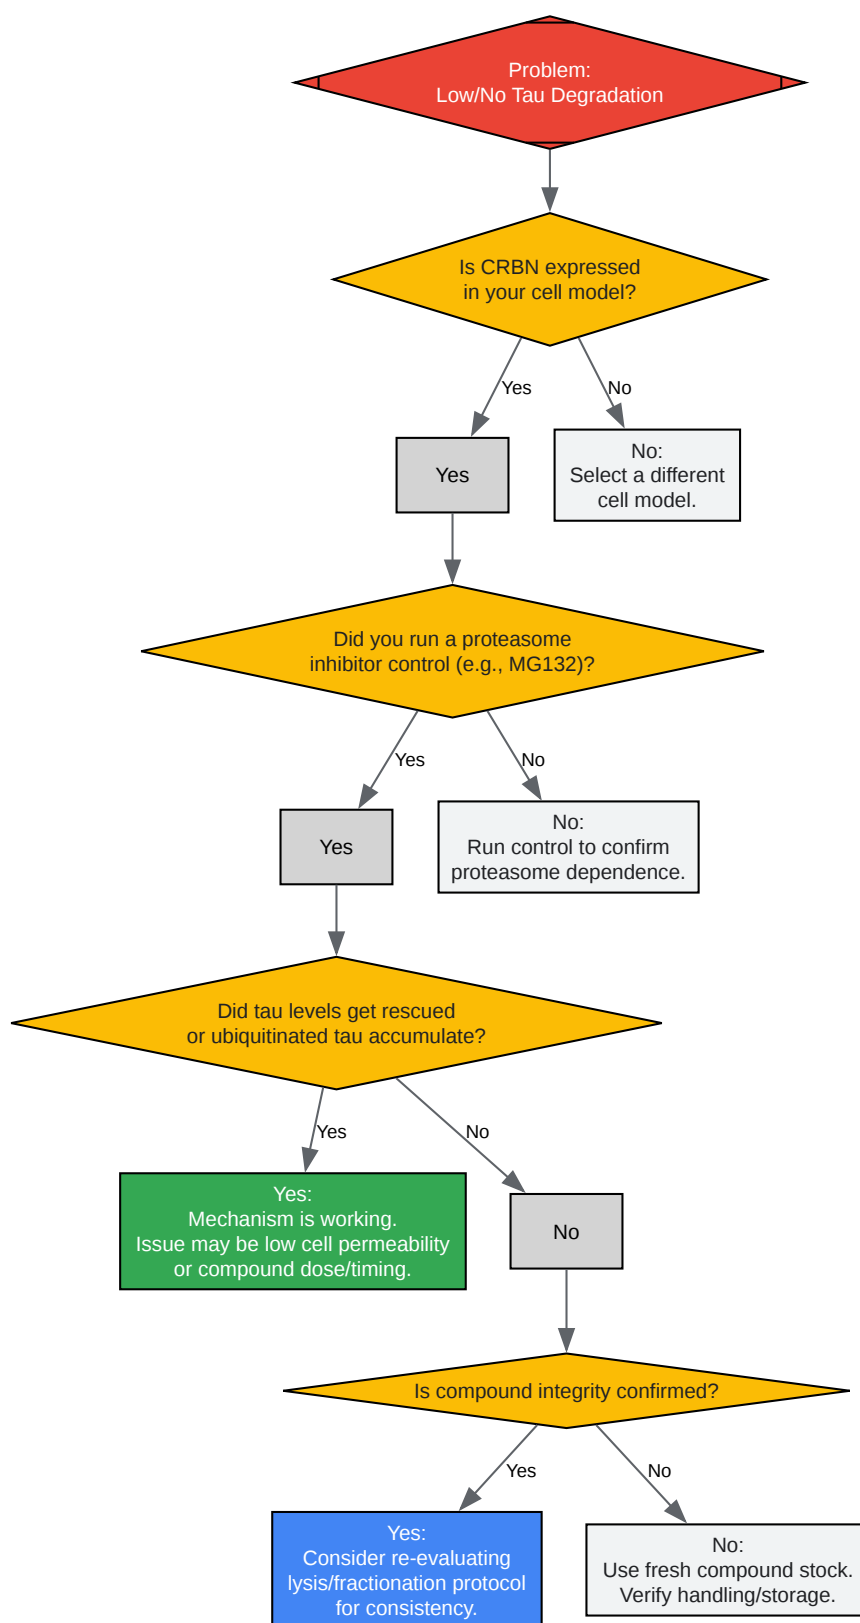 Problem:
Low/No Tau Degradation
Is CRBN expressed
in your cell model?
Yes
No
Yes
No:
Select a different
cell model.
Did you run a proteasome
inhibitor control (e.g., MG132)?
Yes
No
Yes
No:
Run control to confirm
proteasome dependence.
Did tau levels get rescued
or ubiquitinated tau accumulate?
Yes
No
Yes:
Mechanism is working.
Issue may be low cell permeability
or compound dose/timing.
No
Is compound integrity confirmed?
Yes
No
Yes:
Consider re-evaluating
lysis/fractionation protocol
for consistency.
No:
Use fresh compound stock.
Verify handling/storage.